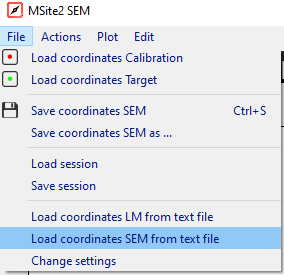 MSite2 SEM
File Actions Plot Edit
Load coordinates Calibration
Load coordinates Target
Save coordinates SEM Ctrl+S
Save coordinates SEM as ...
Load session
Save session
Load coordinates LM from text file
Load coordinates SEM from text file
Change settings